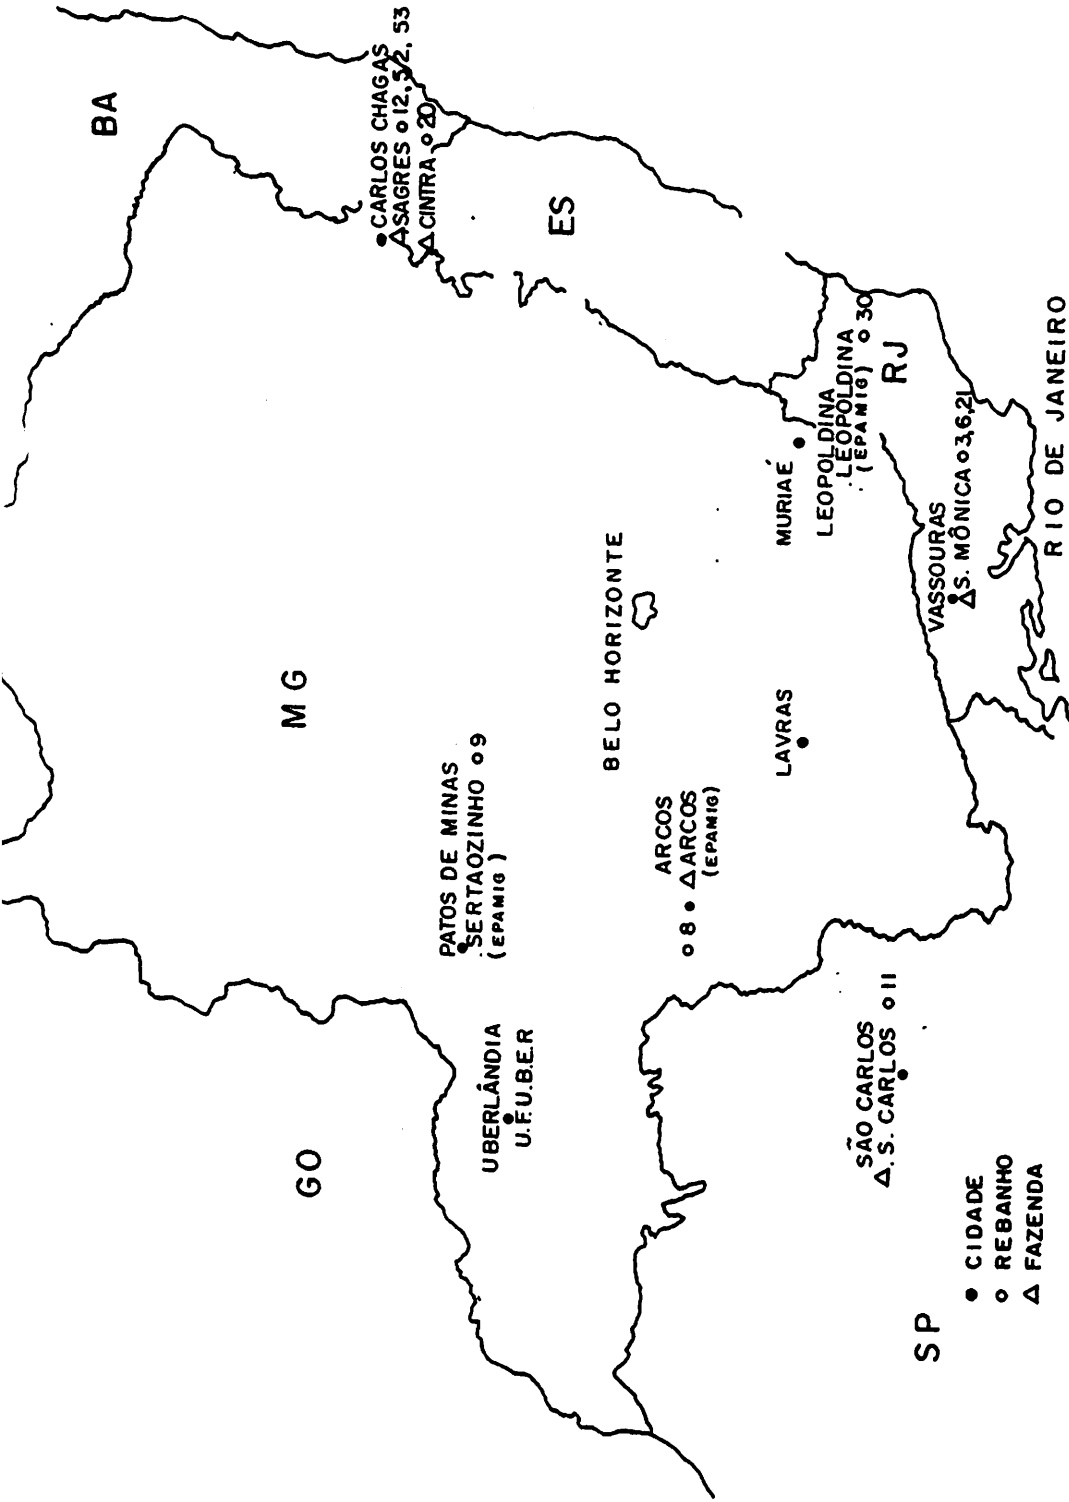 BA
CARLOS CHAGAS
SAGRES 12, 52, 53
CINTRA 20
ES
MG
GO
PATOS DE MINAS
SERTAOZINHO 9
(EPAMIG)
UBERLÂNDIA
U.F.U.B.E.R
BELO HORIZONTE
ARCOS
8 ARCOS
(EPAMIG)
LAVRAS
MURIAÉ
LEOPOLDINA
LEOPOLDINA
(EPAMIG) 30
RJ
VASSOURAS
S. MÔNICA 3,6,21
RIO DE JANEIRO
SÃO CARLOS
S. CARLOS 11
SP
CIDADE
REBANHO
FAZENDA